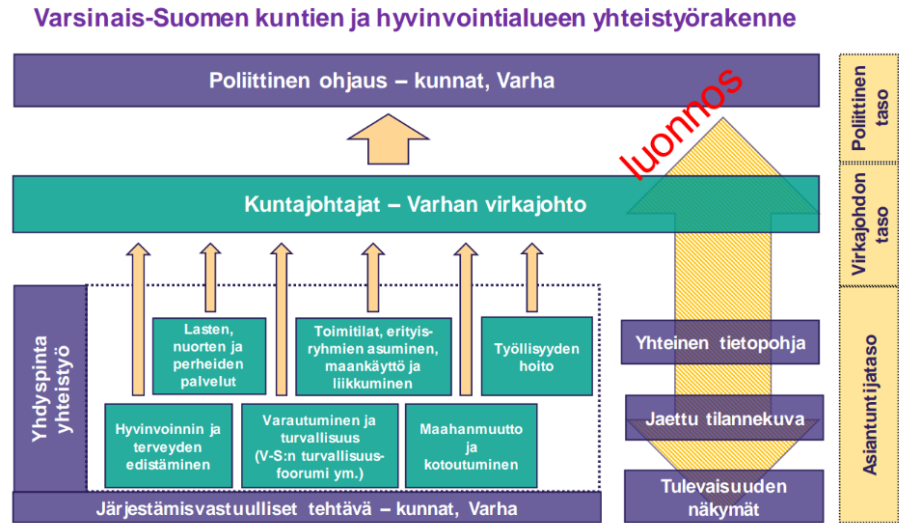 Varsinais-Suomen kuntien ja hyvinvointialueen yhteistyörakenne
Poliittinen ohjaus – kunnat, Varha
luonnos
Poliittinen
taso
Kuntajohtajat – Varhan virkajohto
Virkajohdon
taso
Yhdyspinta
yhteistyö
Lasten,
nuorten ja
perheiden
palvelut
Toimitilat, erityis-
ryhmien asuminen,
maankäyttö ja
liikkuminen
Työllisyyden
hoito
Hyvinvoinnin ja
terveyden
edistäminen
Varautuminen ja
turvallisuus
(V-S:n turvallisuus-
foorumi ym.)
Maahanmuutto
ja
kotoutuminen
Järjestämisvastuulliset tehtävä – kunnat, Varha
Yhteinen tietopohja
Jaettu tilannekuva
Tulevaisuuden
näkymät
Asiantuntijataso